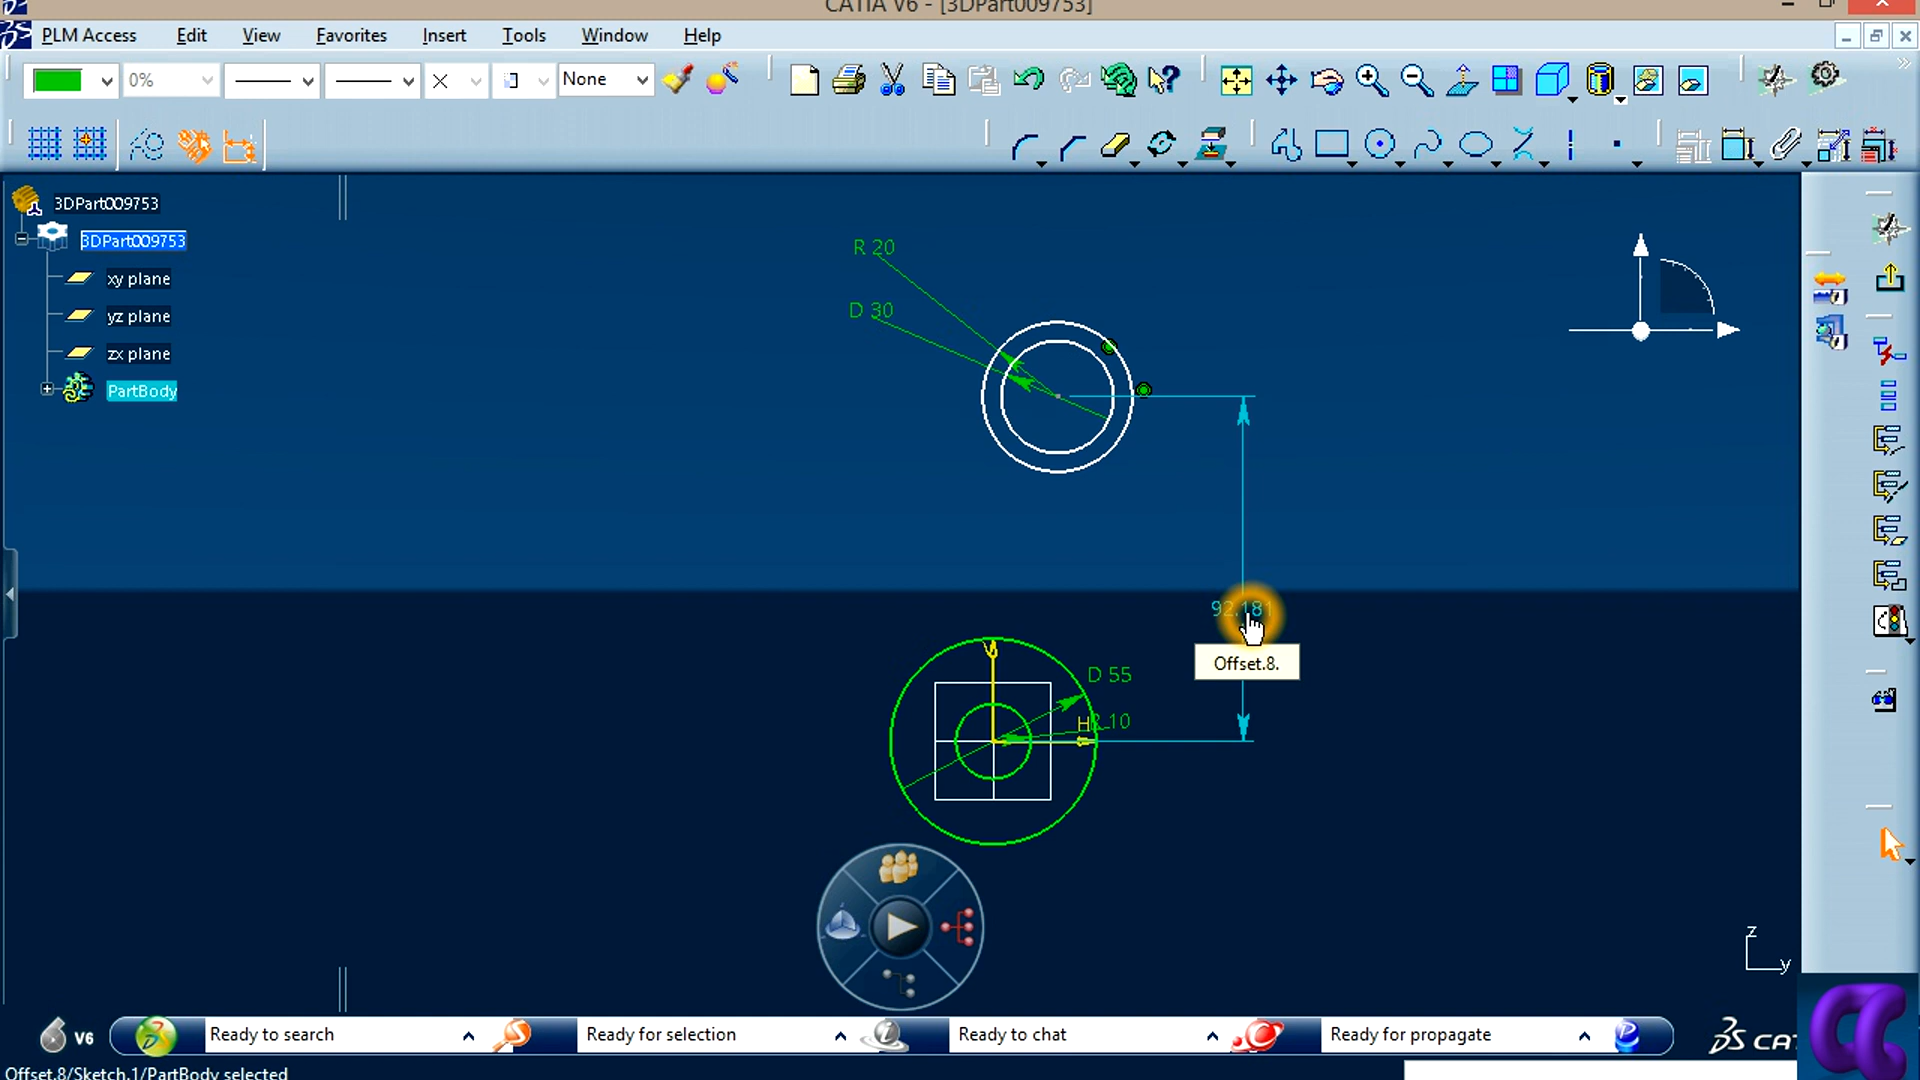 CATIA V6 - [3DPart009753]
PLM Access Edit View Favorites Insert Tools Window Help
0% None
3DPart009753
3DPart009753
xy plane
yz plane
zx plane
PartBody
R 20
D 30
92.181
Offset.8.
V
D 55
H
R 10
z
y
V6 Ready to search Ready for selection Ready to chat Ready for propagate
Offset.8/Sketch.1/PartBody selected